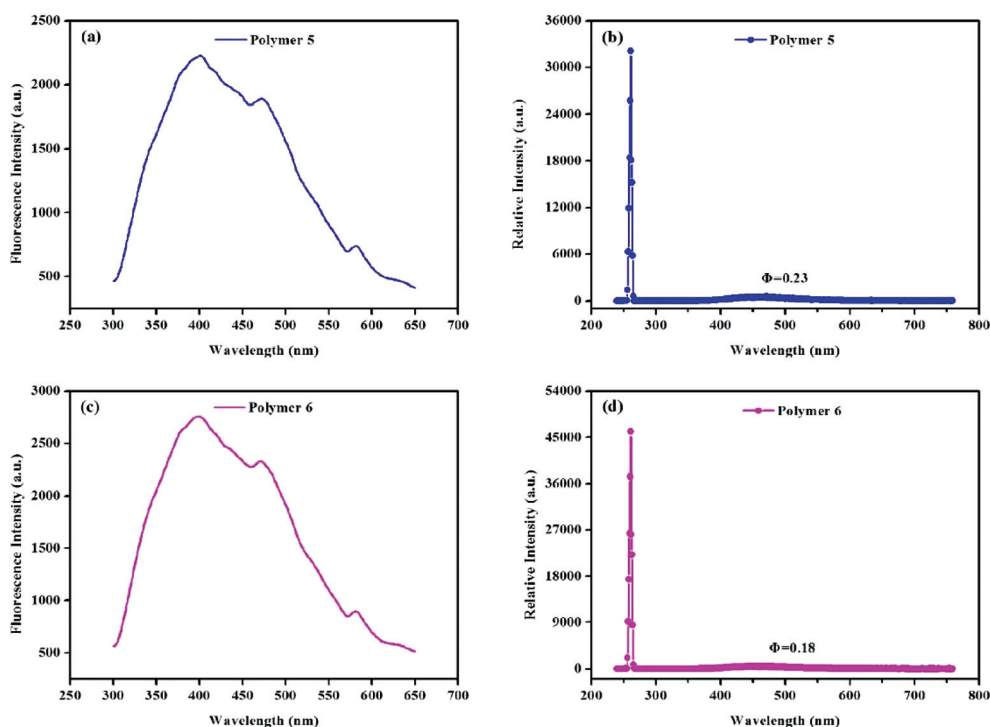 (a)
Polymer 5
2500
2000
1500
1000
500
250 300 350 400 450 500 550 600 650 700
Fluorescence Intensity (a.u.)
Wavelength (nm)
(b)
Polymer 5
36000
30000
24000
18000
12000
6000
0
200 300 400 500 600 700 800
Relative Intensity (a.u.)
Wavelength (nm)
Φ=0.23
(c)
Polymer 6
3000
2500
2000
1500
1000
500
250 300 350 400 450 500 550 600 650 700
Fluorescence Intensity (a.u.)
Wavelength (nm)
(d)
Polymer 6
54000
45000
36000
27000
18000
9000
0
200 300 400 500 600 700 800
Relative Intensity (a.u.)
Wavelength (nm)
Φ=0.18